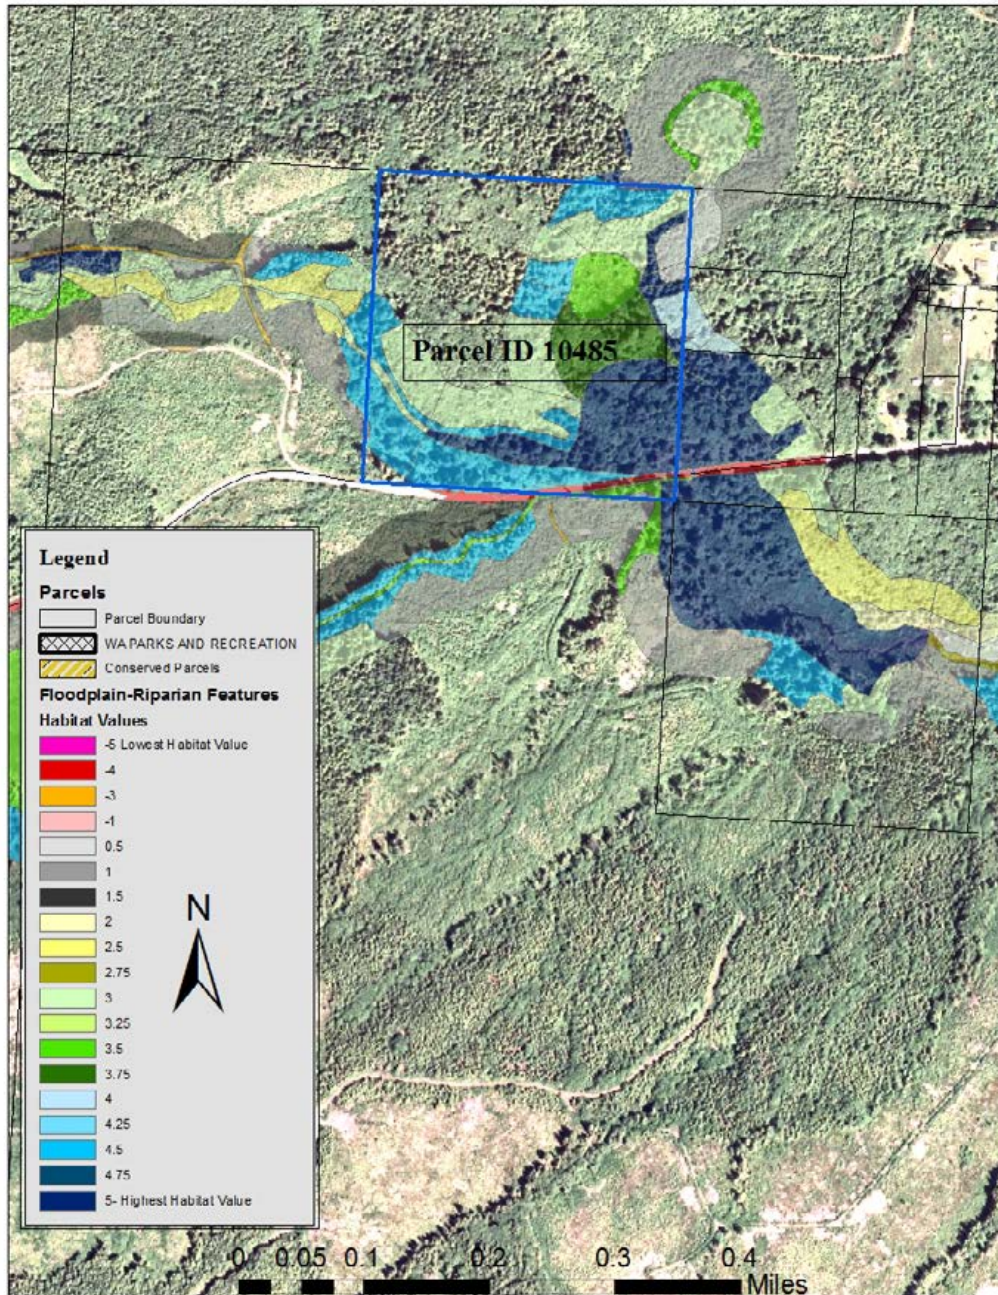 Parcel ID 10485
Legend
Parcels
Parcel Boundary
WA PARKS AND RECREATION
Conserved Parcels
Floodplain-Riparian Features
Habitat Values
-5 Lowest Habitat Value
-4
-3
-1
0.5
1
1.5
2
2.5
2.75
3
3.25
3.5
3.75
4
4.25
4.5
4.75
5- Highest Habitat Value
N
0 0.05 0.1 0.2 0.3 0.4
Miles